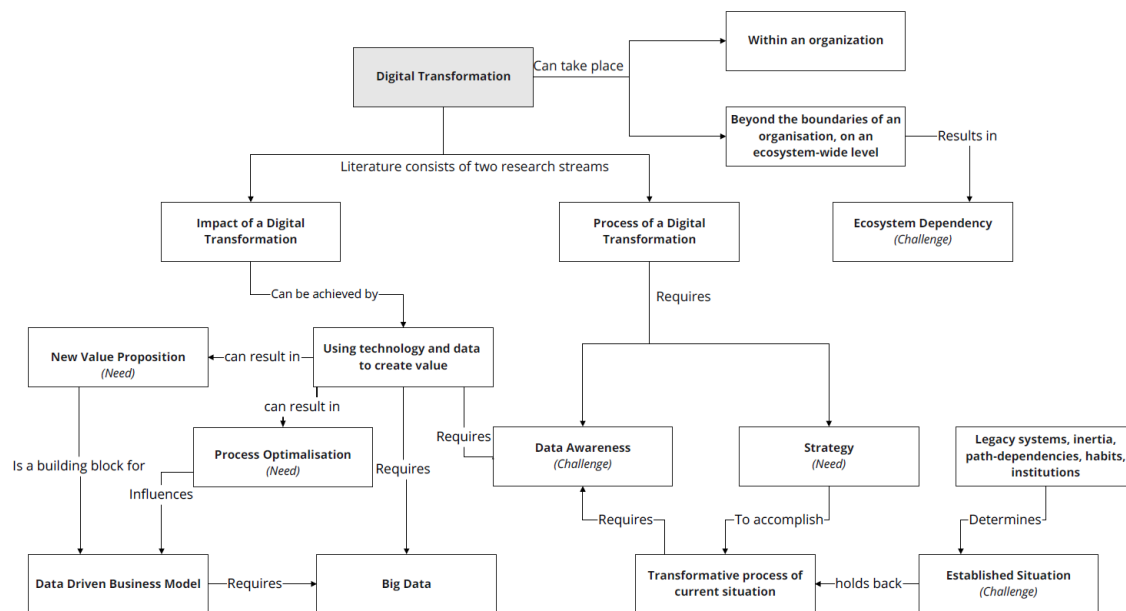 Within an organization
Can take place
Digital Transformation
Beyond the boundaries of an
organisation, on an
ecosystem-wide level
Results in
Literature consists of two research streams
Impact of a Digital
Transformation
Process of a Digital
Transformation
Ecosystem Dependency
(Challenge)
Can be achieved by
Requires
New Value Proposition
(Need)
can result in
Using technology and data
to create value
can result in
Process Optimalisation
(Need)
Requires
Data Awareness
(Challenge)
Strategy
(Need)
Legacy systems, inertia,
path-dependencies, habits,
institutions
Is a building block for
Requires
Influences
Requires
To accomplish
Determines
Data Driven Business Model
Requires
Big Data
Transformative process of
current situation
holds back
Established Situation
(Challenge)